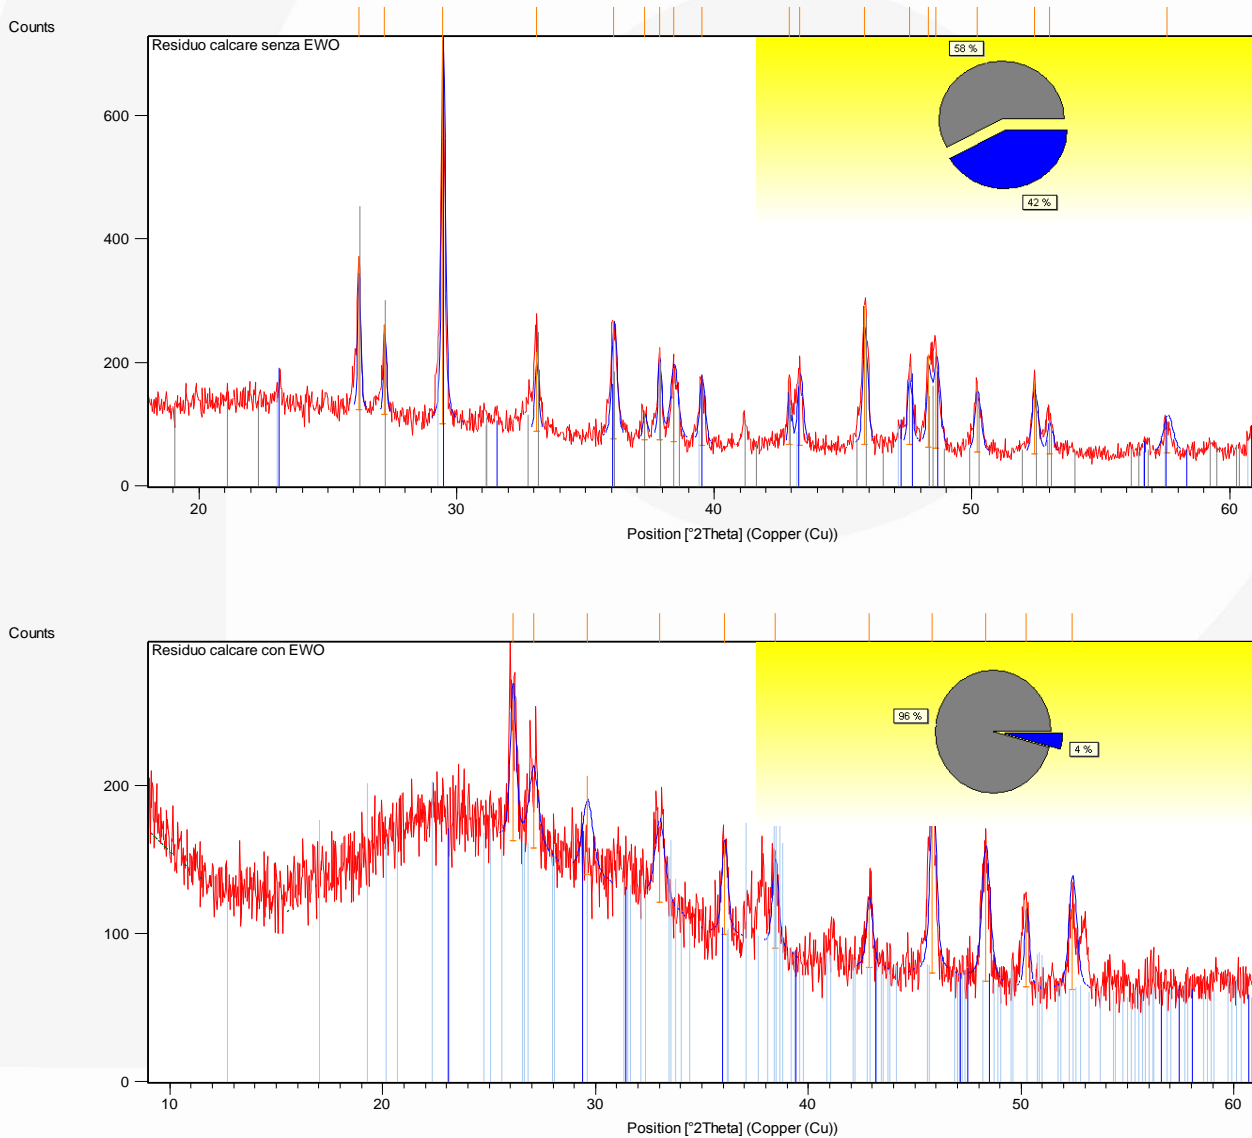 Counts
Residuo calcare senza EWO
58 %
600
400
42 %
200
0
20 30 40 50 60
Position [°2Theta] (Copper (Cu))
Counts
Residuo calcare con EWO
96 %
4 %
200
100
0
10 20 30 40 50 60
Position [°2Theta] (Copper (Cu))